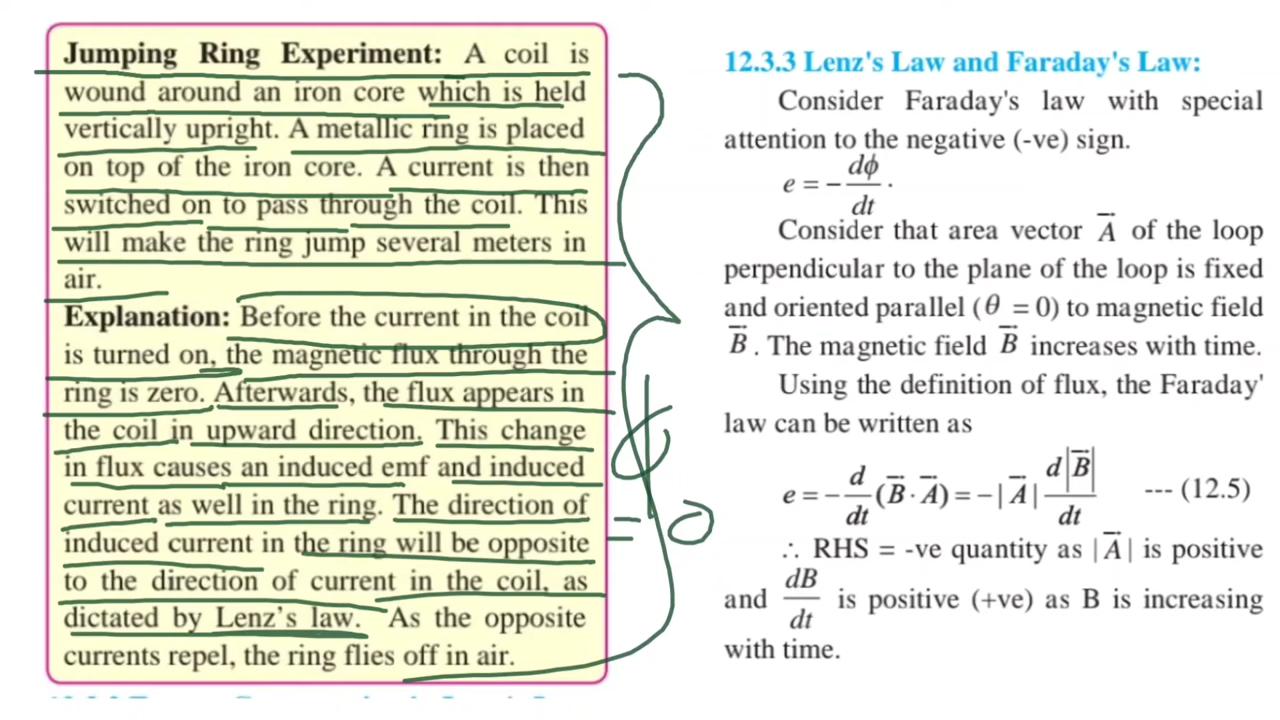 Jumping Ring Experiment: A coil is
wound around an iron core which is held
vertically upright. A metallic ring is placed
on top of the iron core. A current is then
switched on to pass through the coil. This
will make the ring jump several meters in
air.
Explanation: Before the current in the coil
is turned on, the magnetic flux through the
ring is zero. Afterwards, the flux appears in
the coil in upward direction. This change
in flux causes an induced emf and induced
current as well in the ring. The direction of
induced current in the ring will be opposite
to the direction of current in the coil, as
dictated by Lenz's law. As the opposite
currents repel, the ring flies off in air.
ϕ = 0
12.3.3 Lenz's Law and Faraday's Law:
Consider Faraday's law with special
attention to the negative (-ve) sign.
e = - dϕ/dt .
Consider that area vector A⃗ of the loop
perpendicular to the plane of the loop is fixed
and oriented parallel (θ = 0) to magnetic field
B⃗. The magnetic field B⃗ increases with time.
Using the definition of flux, the Faraday'
law can be written as
e = - d/dt (B⃗ · A⃗) = -|A⃗| d|B⃗|/dt --- (12.5)
∴ RHS = -ve quantity as |A⃗| is positive
and dB/dt is positive (+ve) as B is increasing
with time.